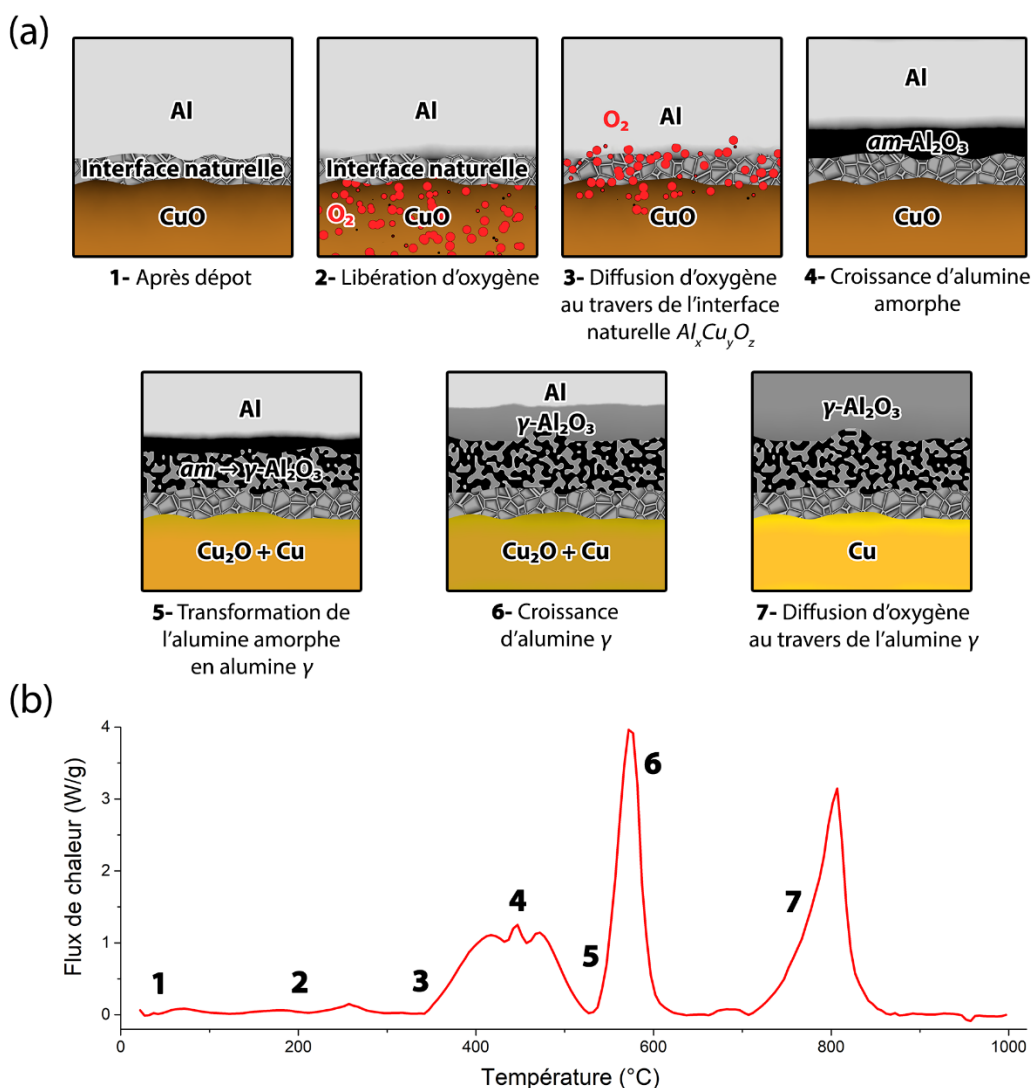 (a)
Al
Interface naturelle
CuO
1- Après dépot
Al
Interface naturelle
O2
CuO
2- Libération d'oxygène
O2
Al
CuO
3- Diffusion d'oxygène
au travers de l'interface
naturelle AlxCuyOz
Al
am-Al2O3
CuO
4- Croissance d'alumine
amorphe
Al
am→γ-Al2O3
Cu2O + Cu
5- Transformation de
l'alumine amorphe
en alumine γ
Al
γ-Al2O3
Cu2O + Cu
6- Croissance
d'alumine γ
γ-Al2O3
Cu
7- Diffusion d'oxygène
au travers de l'alumine γ
(b)
Flux de chaleur (W/g)
4
3
2
1
0
1
2
3
4
5
6
7
0
200
400
600
800
1000
Température (°C)